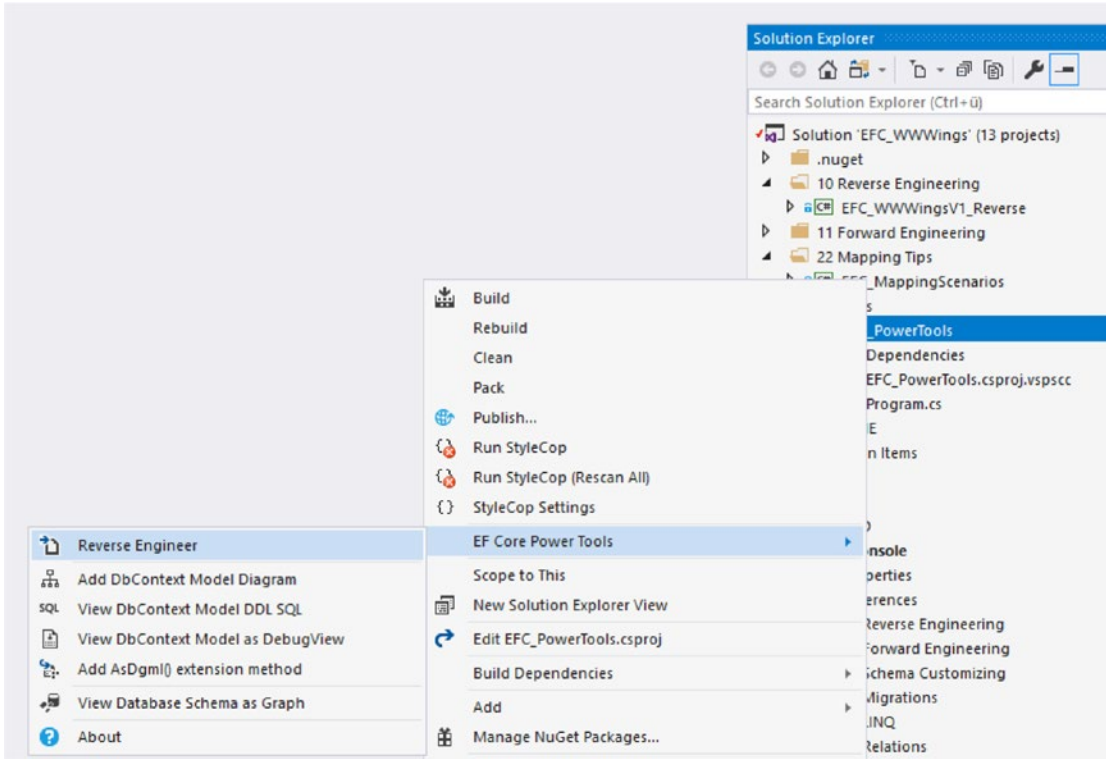 Solution Explorer
Search Solution Explorer (Ctrl+ü)
Solution 'EFC_WWWings' (13 projects)
.nuget
10 Reverse Engineering
C# EFC_WWWingsV1_Reverse
11 Forward Engineering
22 Mapping Tips
_MappingScenarios
s
_PowerTools
Dependencies
EFC_PowerTools.csproj.vspscc
Program.cs
n Items
nsole
perties
erences
Reverse Engineering
Forward Engineering
Schema Customizing
Migrations
LINQ
Relations
Build
Rebuild
Clean
Pack
Publish...
Run StyleCop
Run StyleCop (Rescan All)
StyleCop Settings
EF Core Power Tools
Scope to This
New Solution Explorer View
Edit EFC_PowerTools.csproj
Build Dependencies
Add
Manage NuGet Packages...
Reverse Engineer
Add DbContext Model Diagram
SQL View DbContext Model DDL SQL
View DbContext Model as DebugView
Add AsDgml() extension method
View Database Schema as Graph
About